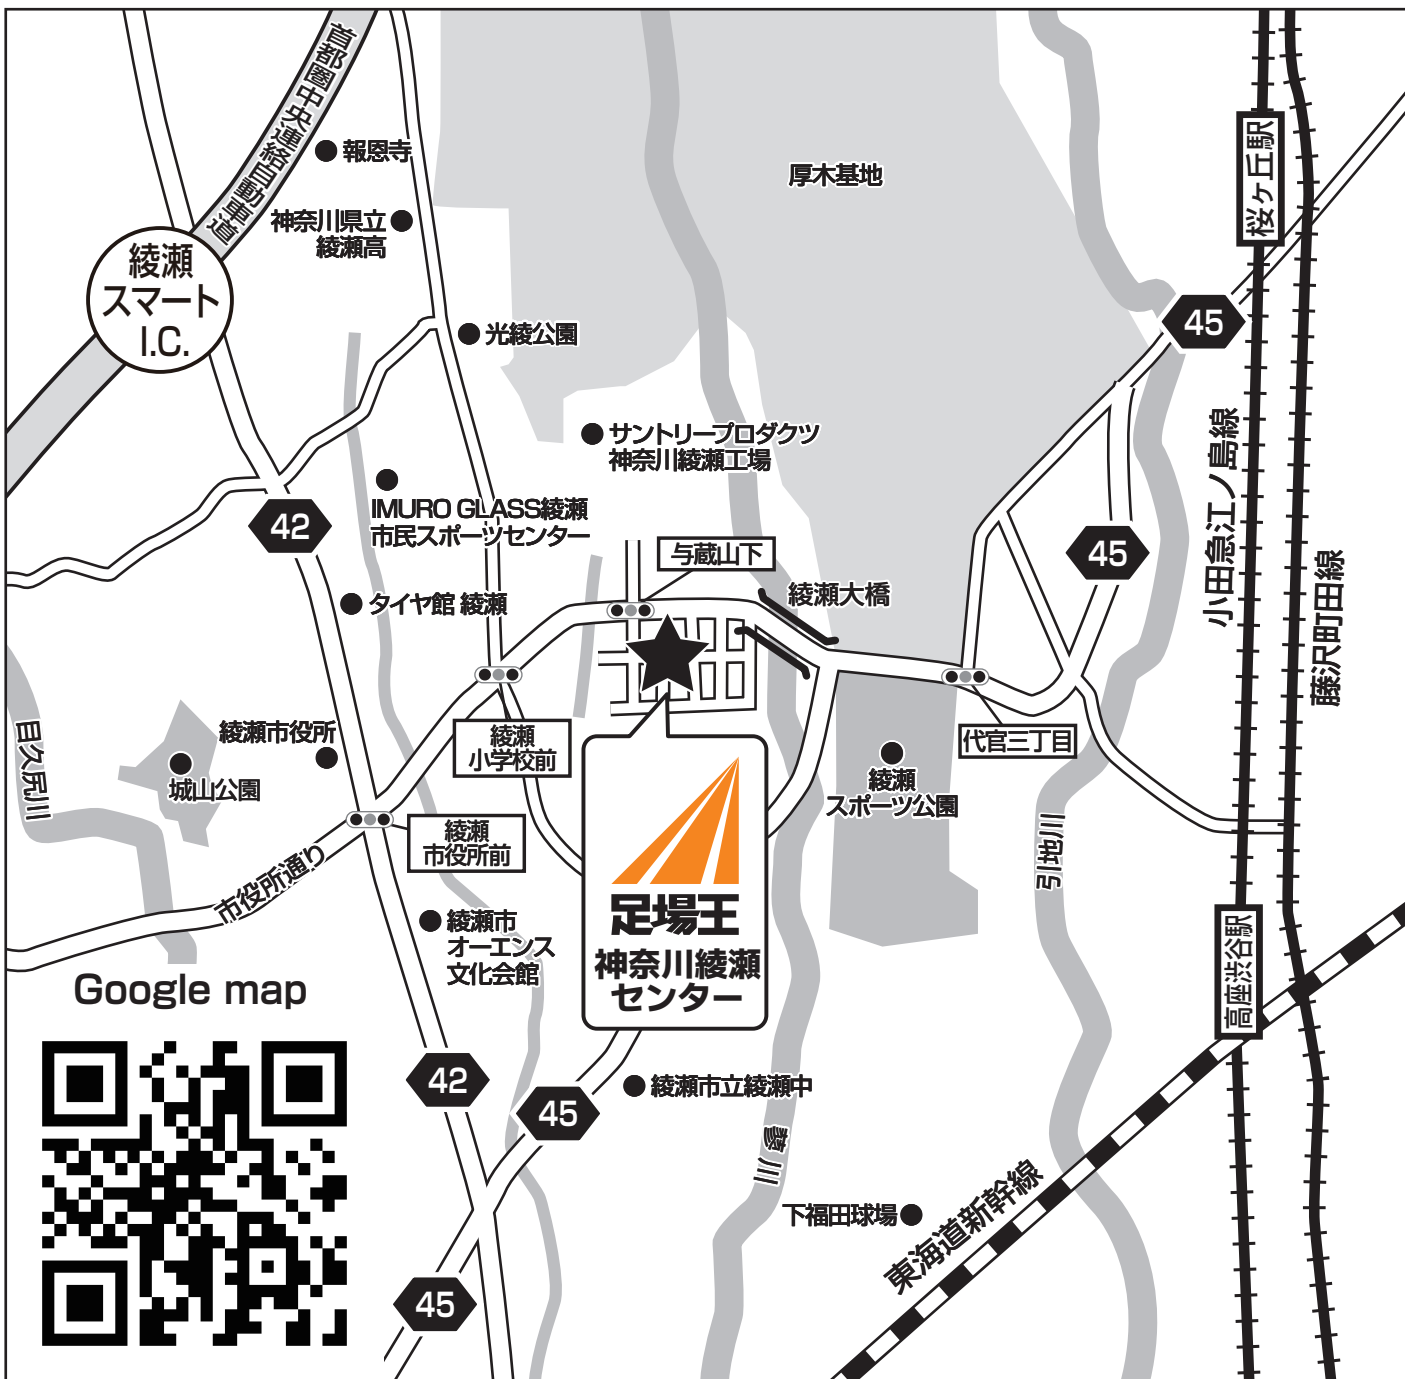 首都圏中央連絡自動車道
報恩寺
神奈川県立
綾瀬高
厚木基地
桜ヶ丘駅
綾瀬
スマート
I.C.
光綾公園
45
サントリープロダクツ
神奈川綾瀬工場
小田急江ノ島線
IMURO GLASS綾瀬
市民スポーツセンター
42
与蔵山下
45
綾瀬大橋
藤沢町田線
タイヤ館 綾瀬
目久尻川
綾瀬市役所
城山公園
綾瀬
小学校前
代官三丁目
綾瀬
スポーツ公園
綾瀬
市役所前
市役所通り
引地川
足場王
神奈川綾瀬
センター
綾瀬市
オーエンス
文化会館
高座渋谷駅
Google map
42
45
綾瀬市立綾瀬中
蓼川
下福田球場
東海道新幹線
45